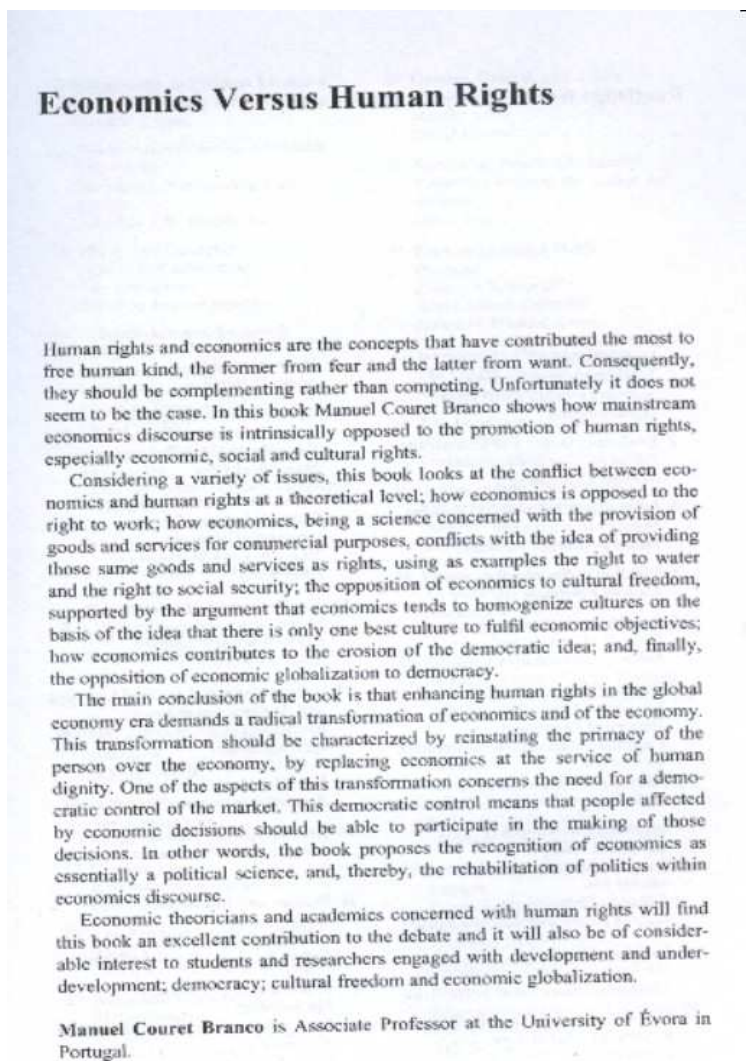 Economics Versus Human Rights
Human rights and economics are the concepts that have contributed the most to
free human kind, the former from fear and the latter from want. Consequently,
they should be complementing rather than competing. Unfortunately it does not
seem to be the case. In this book Manuel Couret Branco shows how mainstream
economics discourse is intrinsically opposed to the promotion of human rights,
especially economic, social and cultural rights.
Considering a variety of issues, this book looks at the conflict between eco-
nomics and human rights at a theoretical level; how economics is opposed to the
right to work; how economics, being a science concerned with the provision of
goods and services for commercial purposes, conflicts with the idea of providing
those same goods and services as rights, using as examples the right to water
and the right to social security; the opposition of economics to cultural freedom,
supported by the argument that economics tends to homogenize cultures on the
basis of the idea that there is only one best culture to fulfil economic objectives;
how economics contributes to the erosion of the democratic idea; and, finally,
the opposition of economic globalization to democracy.
The main conclusion of the book is that enhancing human rights in the global
economy era demands a radical transformation of economics and of the economy.
This transformation should be characterized by reinstating the primacy of the
person over the economy, by replacing economics at the service of human
dignity. One of the aspects of this transformation concerns the need for a demo-
cratic control of the market. This democratic control means that people affected
by economic decisions should be able to participate in the making of those
decisions. In other words, the book proposes the recognition of economics as
essentially a political science, and, thereby, the rehabilitation of politics within
economics discourse.
Economic theoricians and academics concerned with human rights will find
this book an excellent contribution to the debate and it will also be of consider-
able interest to students and researchers engaged with development and under-
development; democracy; cultural freedom and economic globalization.
Manuel Couret Branco is Associate Professor at the University of Évora in
Portugal.